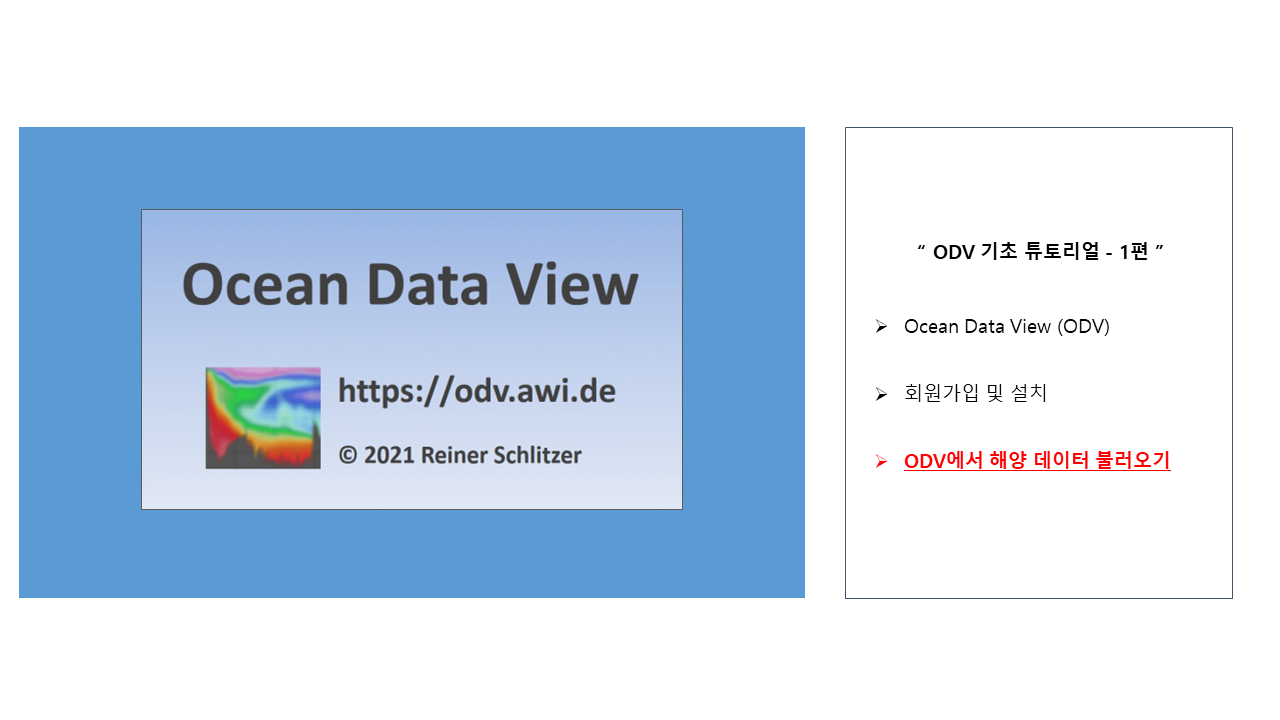 Ocean Data View
https://odv.awi.de
© 2021 Reiner Schlitzer
“ ODV 기초 튜토리얼 - 1편 ”
➢ Ocean Data View (ODV)
➢ 회원가입 및 설치
➢ ODV에서 해양 데이터 불러오기